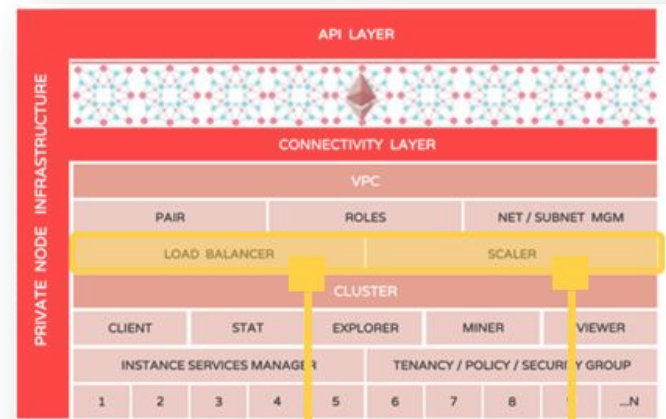 PRIVATE NODE INFRASTRUCTURE
API LAYER
CONNECTIVITY LAYER
VPC
PAIR ROLES NET / SUBNET MGM
LOAD BALANCER SCALER
CLUSTER
CLIENT STAT EXPLORER MINER VIEWER
INSTANCE SERVICES MANAGER TENANCY / POLICY / SECURITY GROUP
1 2 3 4 5 6 7 8 9 ...N